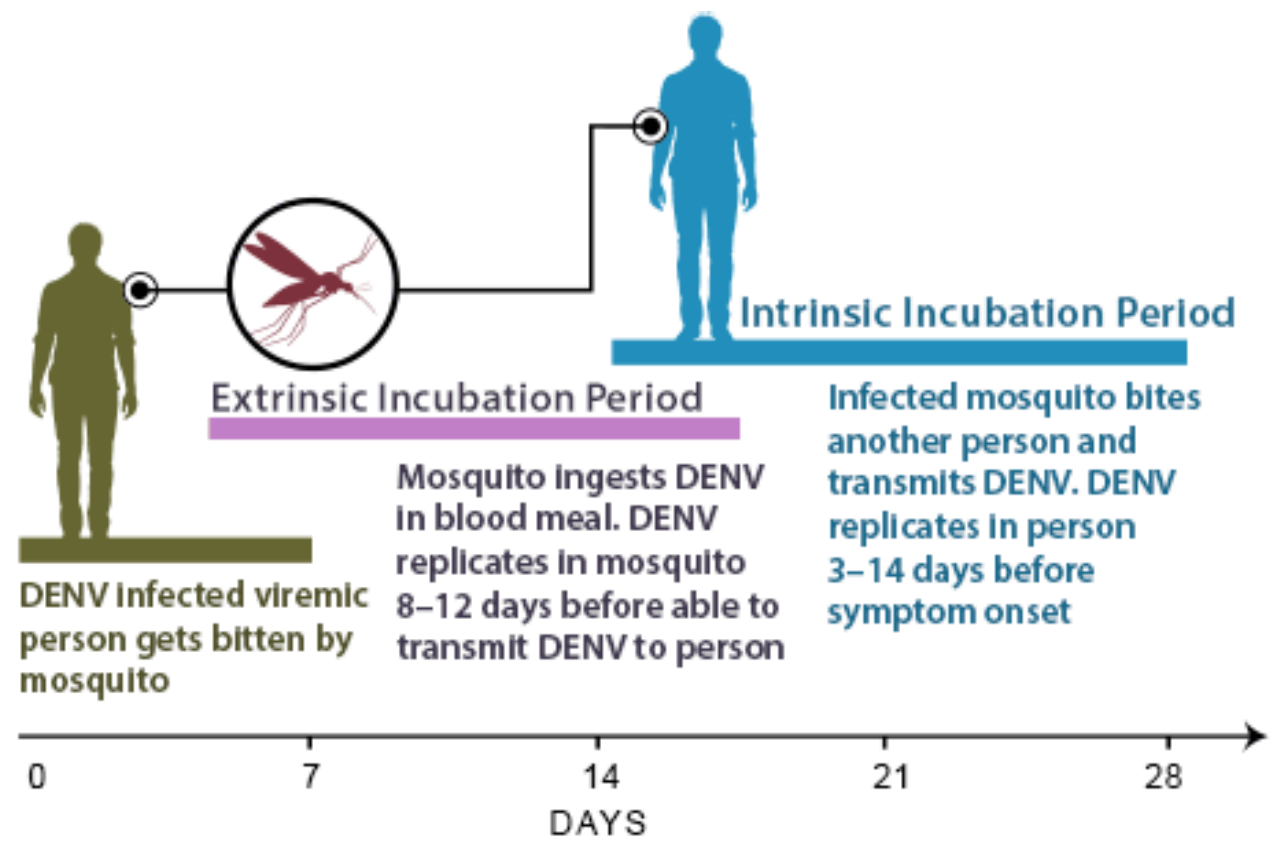 Intrinsic Incubation Period
Extrinsic Incubation Period
Infected mosquito bites
another person and
transmits DENV. DENV
replicates in person
3–14 days before
symptom onset
Mosquito ingests DENV
in blood meal. DENV
replicates in mosquito
8–12 days before able to
transmit DENV to person
DENV infected viremic
person gets bitten by
mosquito
0 7 14 21 28
DAYS